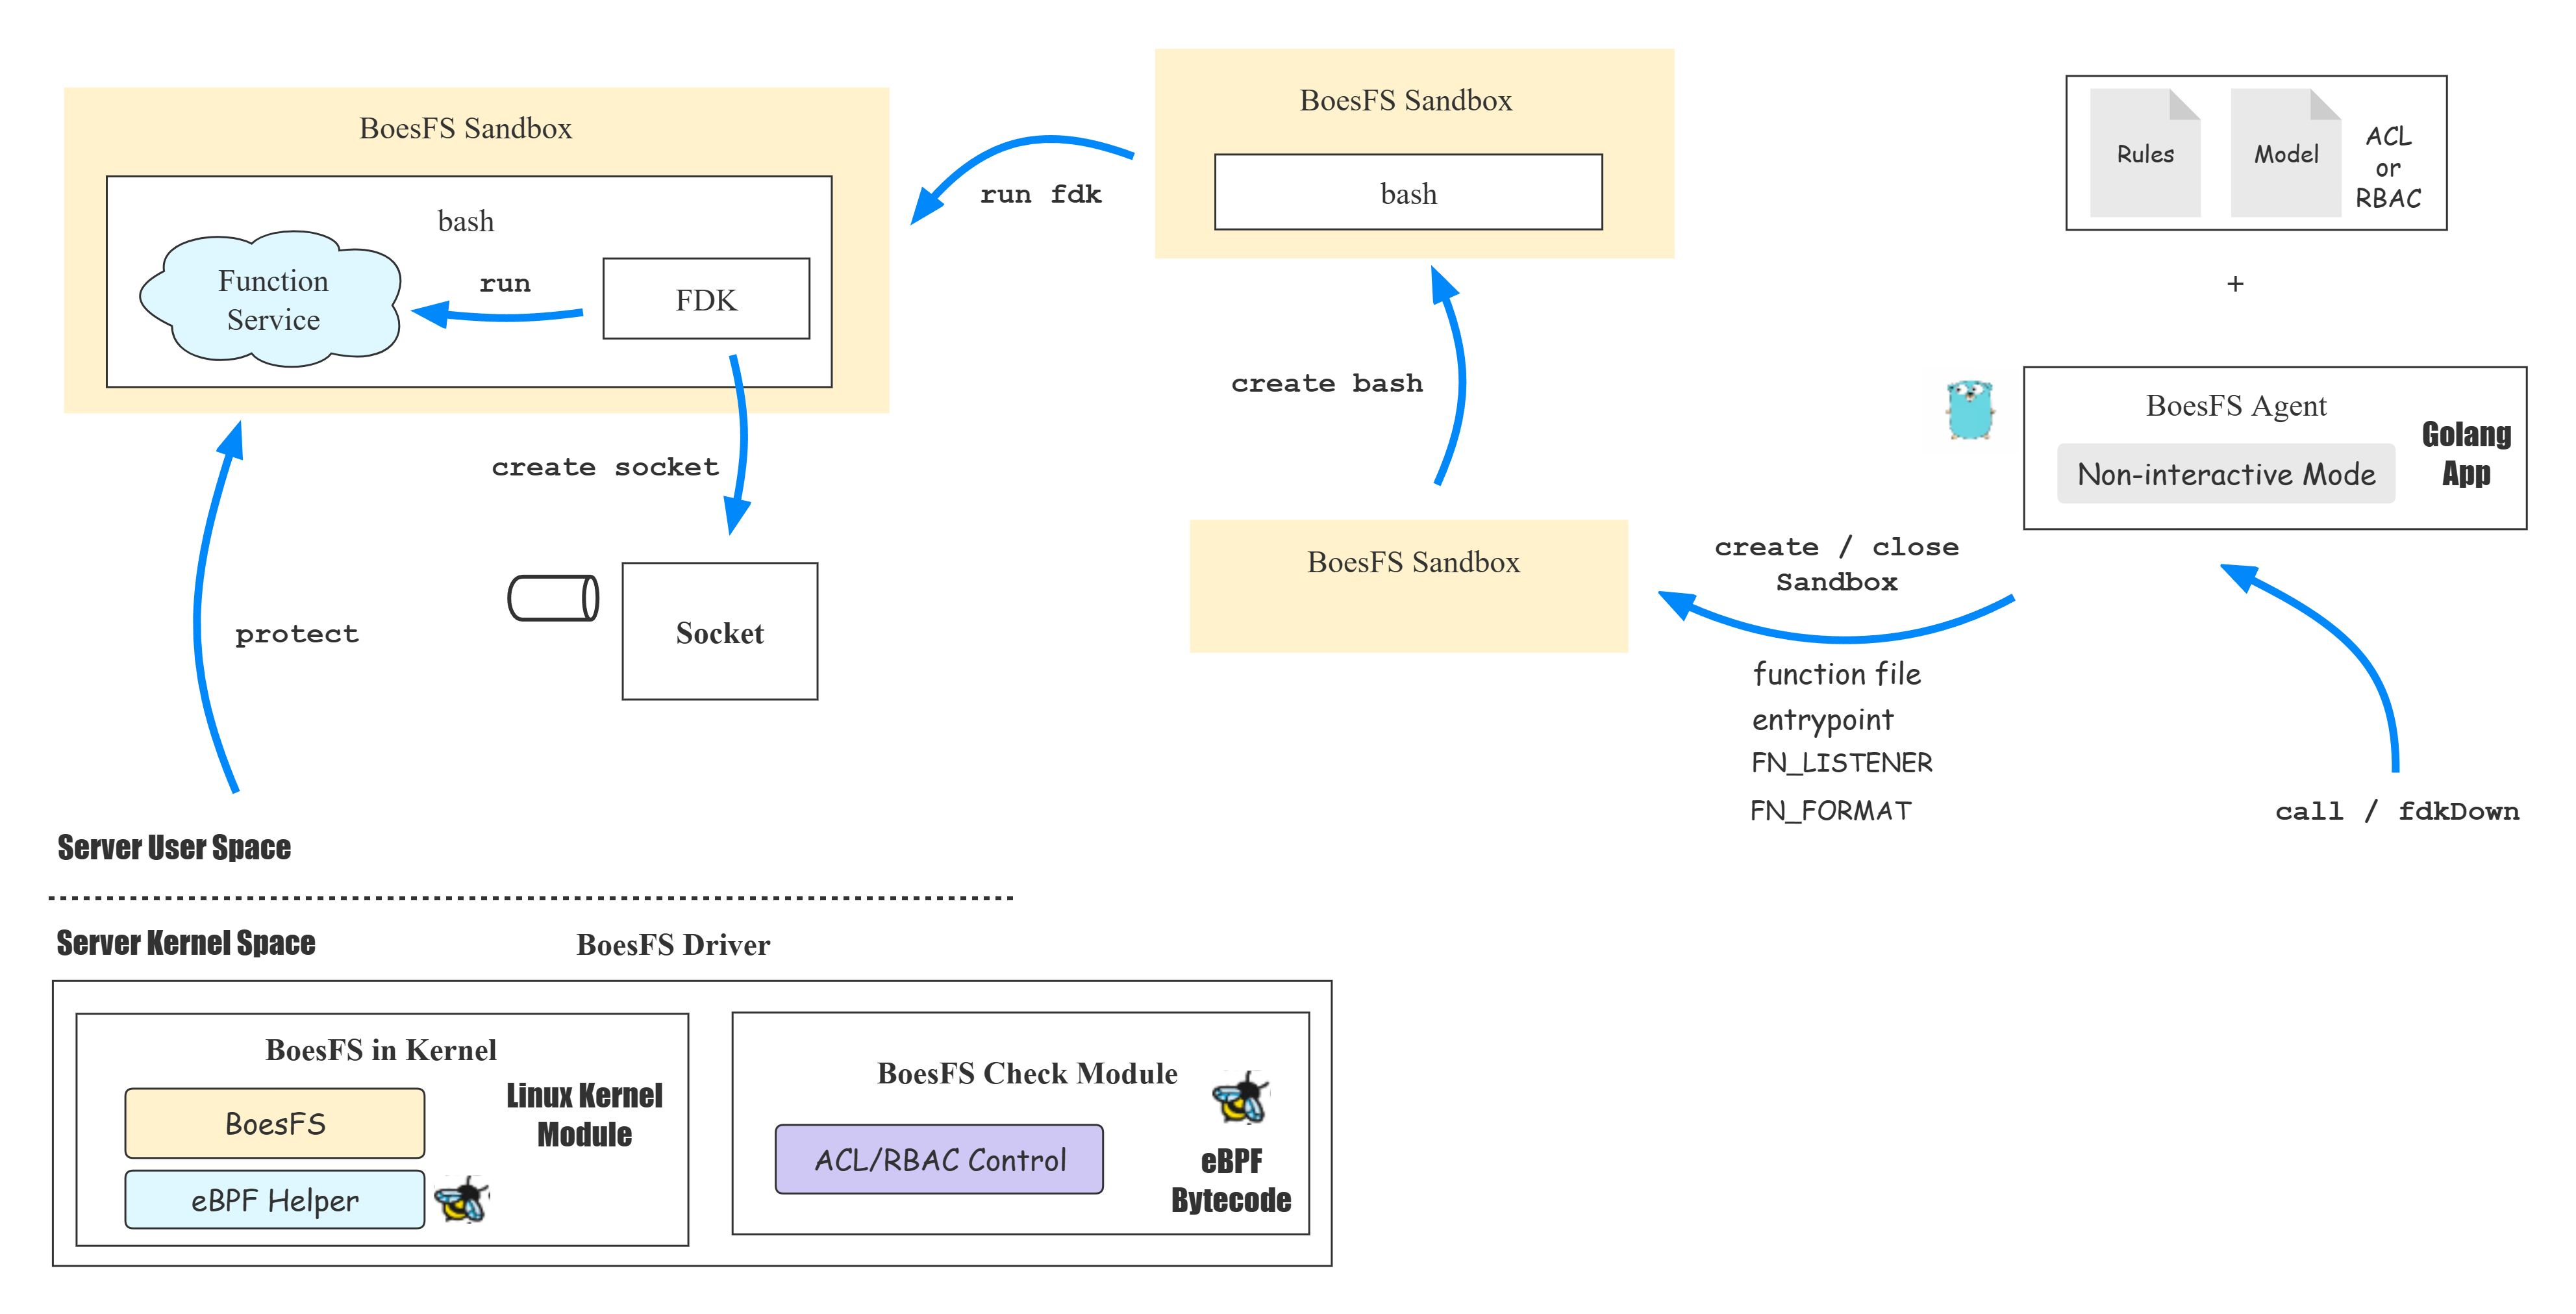 BoesFS Sandbox
bash
Function
Service
run
FDK
run fdk
BoesFS Sandbox
bash
Rules
Model
ACL
or
RBAC
+
create bash
BoesFS Agent
Non-interactive Mode
Golang
App
create socket
Socket
protect
BoesFS Sandbox
create / close
Sandbox
function file
entrypoint
FN_LISTENER
FN_FORMAT
call / fdkDown
Server User Space
Server Kernel Space
BoesFS Driver
BoesFS in Kernel
BoesFS
eBPF Helper
Linux Kernel
Module
BoesFS Check Module
ACL/RBAC Control
eBPF
Bytecode